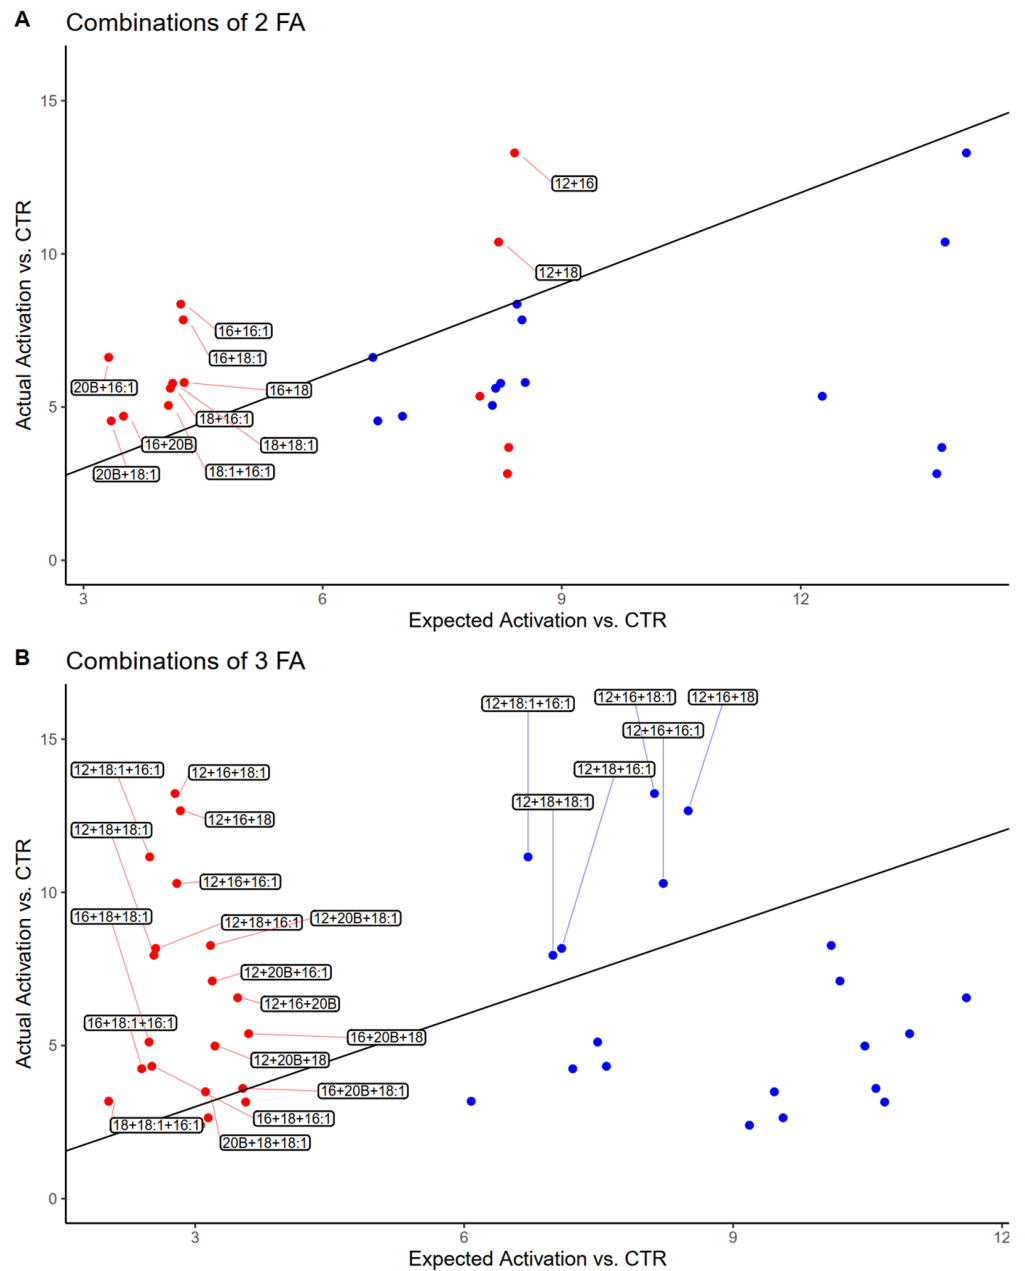 A
Combinations of 2 FA
Actual Activation vs. CTR
15
10
5
0
12+16
12+18
16+16:1
16+18:1
20B+16:1
16+18
18+16:1
16+20B
18+18:1
20B+18:1
18:1+16:1
3
6
9
12
Expected Activation vs. CTR
B
Combinations of 3 FA
Actual Activation vs. CTR
15
10
5
0
12+18:1+16:1
12+16+18:1
12+16+18
12+16+16:1
12+18:1+16:1
12+16+18:1
12+18+16:1
12+18+18:1
12+16+18
12+18+18:1
12+16+16:1
16+18+18:1
12+18+16:1
12+20B+18:1
12+20B+16:1
12+16+20B
16+18:1+16:1
16+20B+18
12+20B+18
16+20B+18:1
18+18:1+16:1
16+18+16:1
20B+18+18:1
3
6
9
12
Expected Activation vs. CTR